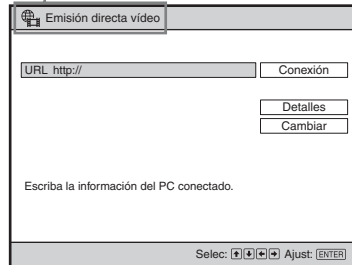 Emisión directa vídeo
URL http://
Conexión
Detalles
Cambiar
Escriba la información del PC conectado.
Selec: Ajust: ENTER